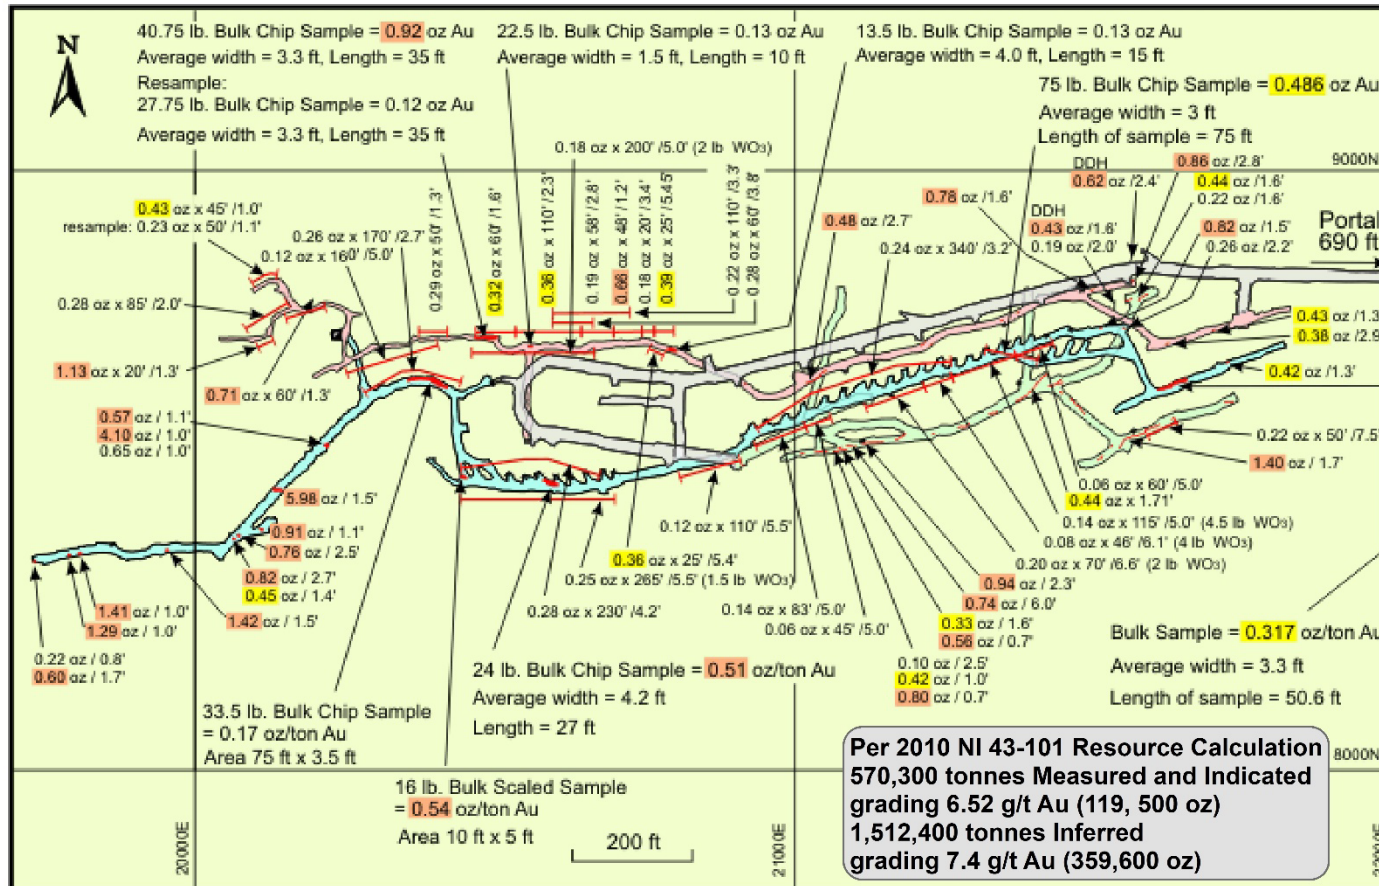 N
40.75 lb. Bulk Chip Sample = 0.92 oz Au
Average width = 3.3 ft, Length = 35 ft
Resample:
27.75 lb. Bulk Chip Sample = 0.12 oz Au
Average width = 3.3 ft, Length = 35 ft
22.5 lb. Bulk Chip Sample = 0.13 oz Au
Average width = 1.5 ft, Length = 10 ft
13.5 lb. Bulk Chip Sample = 0.13 oz Au
Average width = 4.0 ft, Length = 15 ft
75 lb. Bulk Chip Sample = 0.486 oz Au
Average width = 3 ft
Length of sample = 75 ft
0.18 oz x 200' /5.0' (2 lb WO3)
9000N
DDH
0.62 oz /2.4'
0.86 oz /2.8'
0.44 oz /1.6'
0.22 oz /1.6'
0.78 oz /1.6'
DDH
0.43 oz /1.6'
0.19 oz /2.0'
0.82 oz /1.5'
0.26 oz /2.2'
Portal
690 ft
0.43 oz x 45' /1.0'
resample: 0.23 oz x 50' /1.1'
0.26 oz x 170' /2.7'
0.12 oz x 160' /5.0'
0.29 oz x 50' /1.3'
0.32 oz x 60' /1.6'
0.36 oz x 110' /2.3'
0.19 oz x 58' /2.8'
0.66 oz x 48' /1.2'
0.18 oz x 20' /3.4'
0.39 oz x 25' /5.45'
0.22 oz x 110' /3.3'
0.28 oz x 60' /3.8'
0.48 oz /2.7'
0.24 oz x 340' /3.2'
0.28 oz x 85' /2.0'
1.13 oz x 20' /1.3'
0.71 oz x 60' /1.3'
0.43 oz /1.3'
0.38 oz /2.9'
0.42 oz /1.3'
0.57 oz / 1.1'
4.10 oz / 1.0'
0.65 oz / 1.0'
5.98 oz / 1.5'
0.91 oz / 1.1'
0.76 oz / 2.5'
0.82 oz / 2.7'
0.45 oz / 1.4'
1.42 oz / 1.5'
1.41 oz / 1.0'
1.29 oz / 1.0'
0.22 oz / 0.8'
0.60 oz / 1.7'
0.22 oz x 50' /7.5'
1.40 oz / 1.7'
0.06 oz x 60' /5.0'
0.44 oz x 1.71'
0.14 oz x 115' /5.0' (4.5 lb WO3)
0.08 oz x 46' /6.1' (4 lb WO3)
0.20 oz x 70' /6.6' (2 lb WO3)
0.12 oz x 110' /5.5'
0.36 oz x 25' /5.4'
0.25 oz x 265' /5.5' (1.5 lb WO3)
0.28 oz x 230' /4.2'
0.14 oz x 83' /5.0'
0.06 oz x 45' /5.0'
0.94 oz / 2.3'
0.74 oz / 6.0'
0.33 oz / 1.6'
0.56 oz / 0.7'
0.10 oz / 2.5'
0.42 oz / 1.0'
0.80 oz / 0.7'
Bulk Sample = 0.317 oz/ton Au
Average width = 3.3 ft
Length of sample = 50.6 ft
24 lb. Bulk Chip Sample = 0.51 oz/ton Au
Average width = 4.2 ft
Length = 27 ft
33.5 lb. Bulk Chip Sample
= 0.17 oz/ton Au
Area 75 ft x 3.5 ft
16 lb. Bulk Scaled Sample
= 0.54 oz/ton Au
Area 10 ft x 5 ft
200 ft
8000N
20000E
21000E
Per 2010 NI 43-101 Resource Calculation
570,300 tonnes Measured and Indicated
grading 6.52 g/t Au (119, 500 oz)
1,512,400 tonnes Inferred
grading 7.4 g/t Au (359,600 oz)